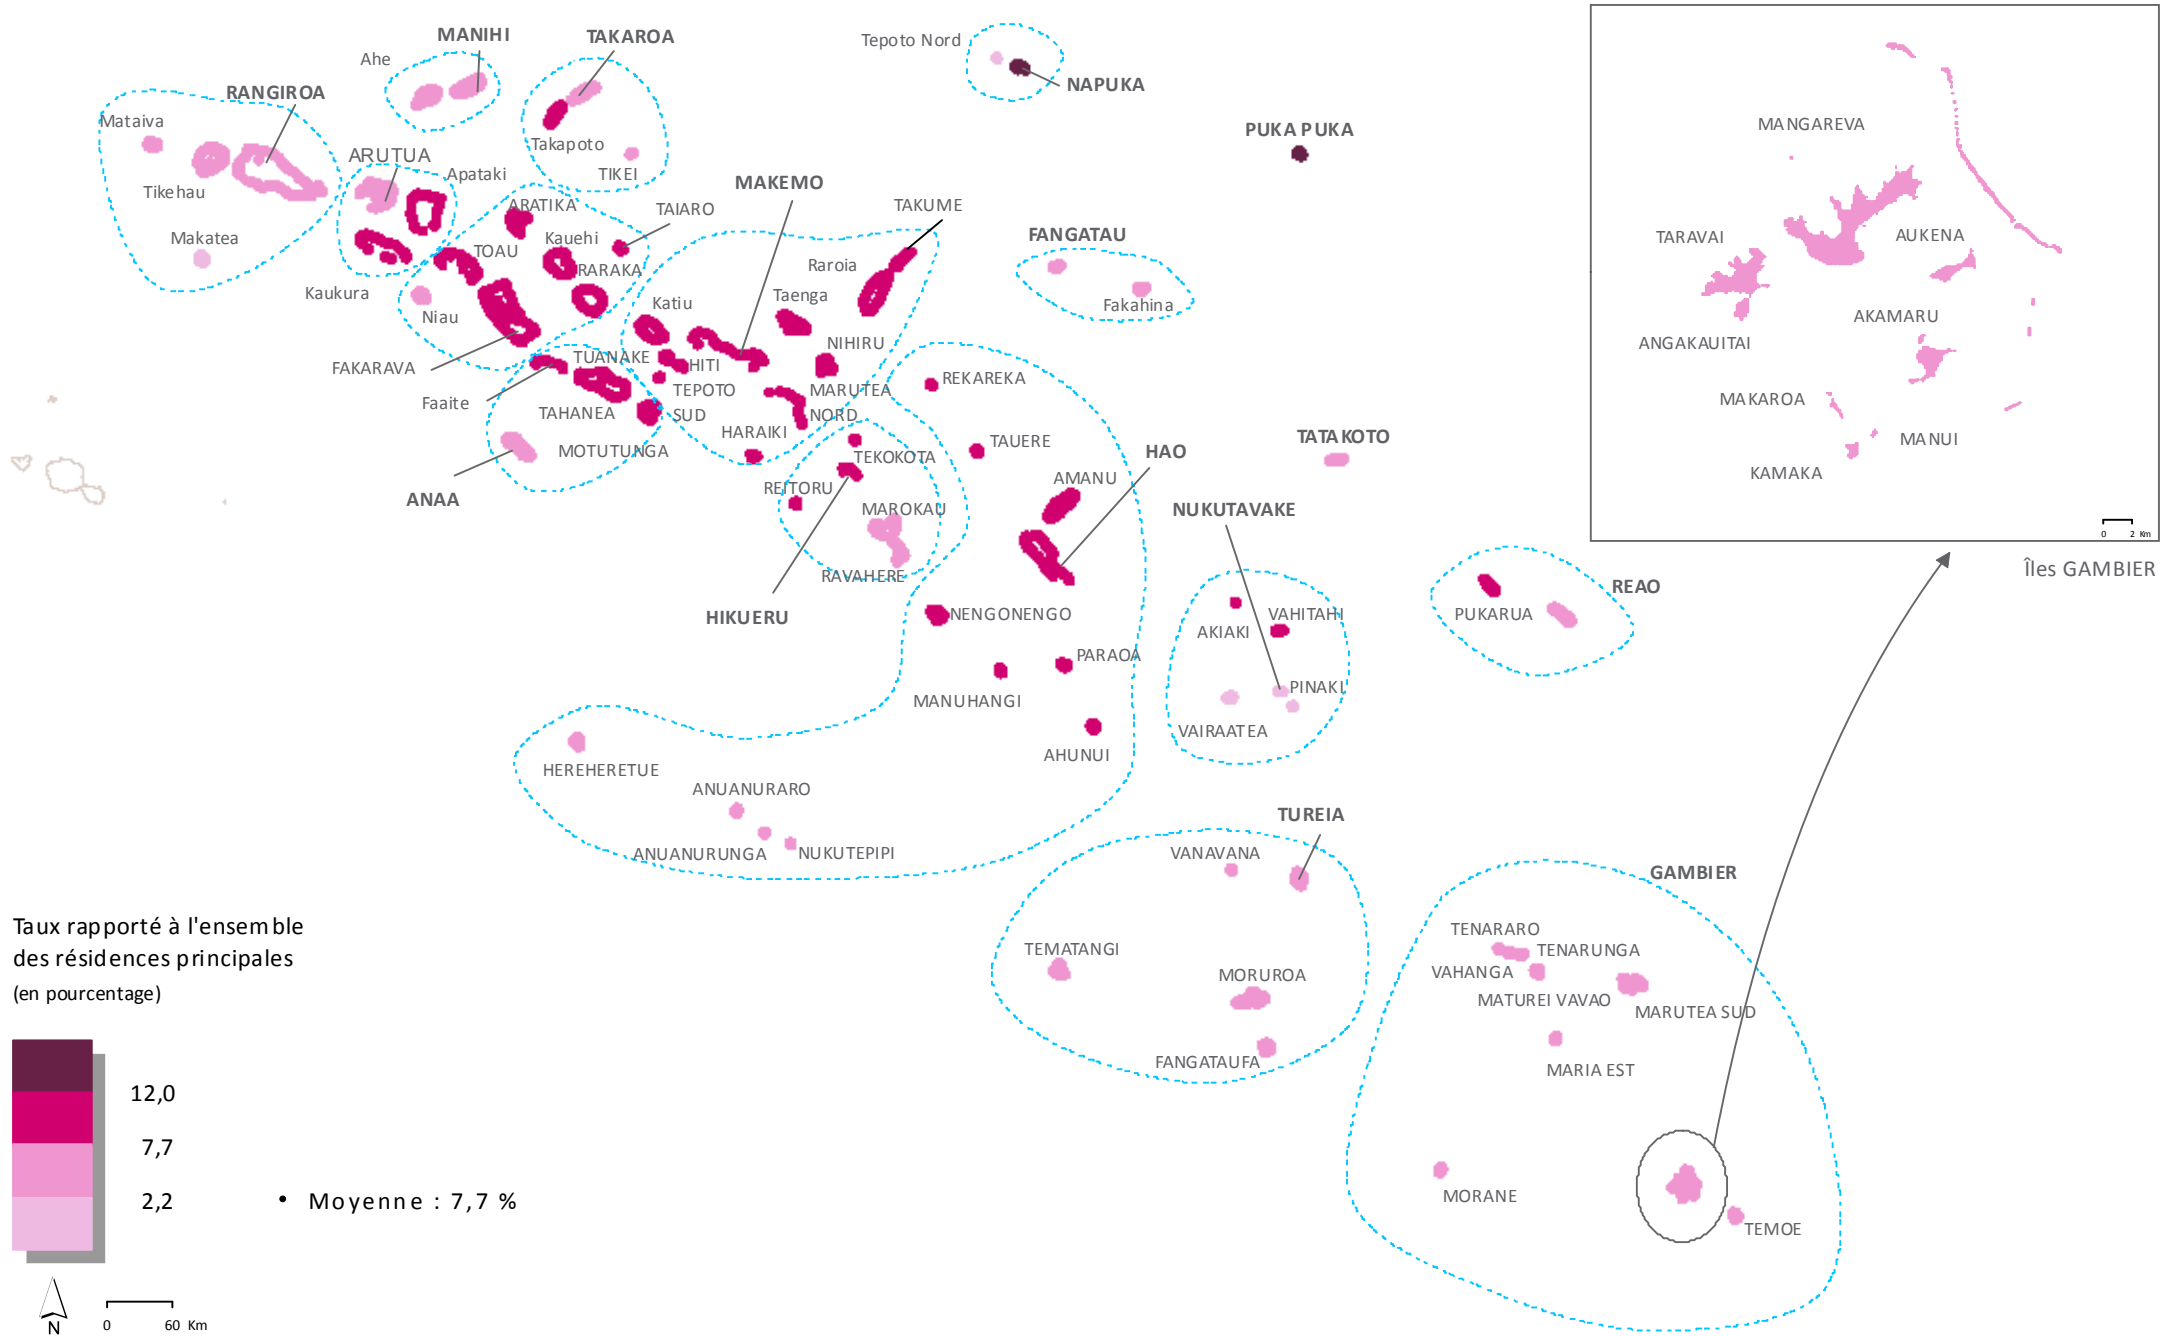 MANIHI
TAKAROA
Tepoto Nord
Ahe
NAPUKA
RANGIROA
Mataiva
MANGAREVA
PUKA PUKA
Takapoto
ARUTUA
Apataki
TIKEI
MAKEMO
Tikehau
ARATIKA
TAIARO
TAKUME
Makatea
TOAU
Kauehi
FANGATAU
TARAVAI
AUKENA
RARAKA
Raroia
Kaukura
Niau
Katiu
Taenga
Fakahina
AKAMARU
ANGAKAUITAI
FAKARAVA
TUANAKE
HITI
NIHIRU
REKAREKA
Faaite
TAHANEA
TEPOTO
SUD
MARUTEA
NORD
MAKAROA
MANUI
HARAIKI
TAUERE
TATAKOTO
MOTUTUNGA
TEKOKOTA
HAO
KAMAKA
ANAA
REITORU
AMANU
MAROKAU
NUKUTAVAKE
0 2 Km
RAVAHERE
Îles GAMBIER
REAO
HIKUERU
NENGONENGO
VAHITAHI
PUKARUA
AKIAKI
PARAOA
MANUHANGI
PINAKI
VAIRAATEA
HEREHERETUE
AHUNUI
ANUANURARO
TUREIA
ANUANURUNGA
NUKUTEPIPI
VANAVANA
GAMBIER
Taux rapporté à l'ensemble
des résidences principales
(en pourcentage)
TENARARO
TEMATANGI
TENARUNGA
MORUROA
VAHANGA
MATUREI VAVAO
MARUTEA SUD
FANGATAUFA
MARIA EST
12,0
7,7
2,2
• Moyenne : 7,7 %
MORANE
TEMOE
N
0 60 Km